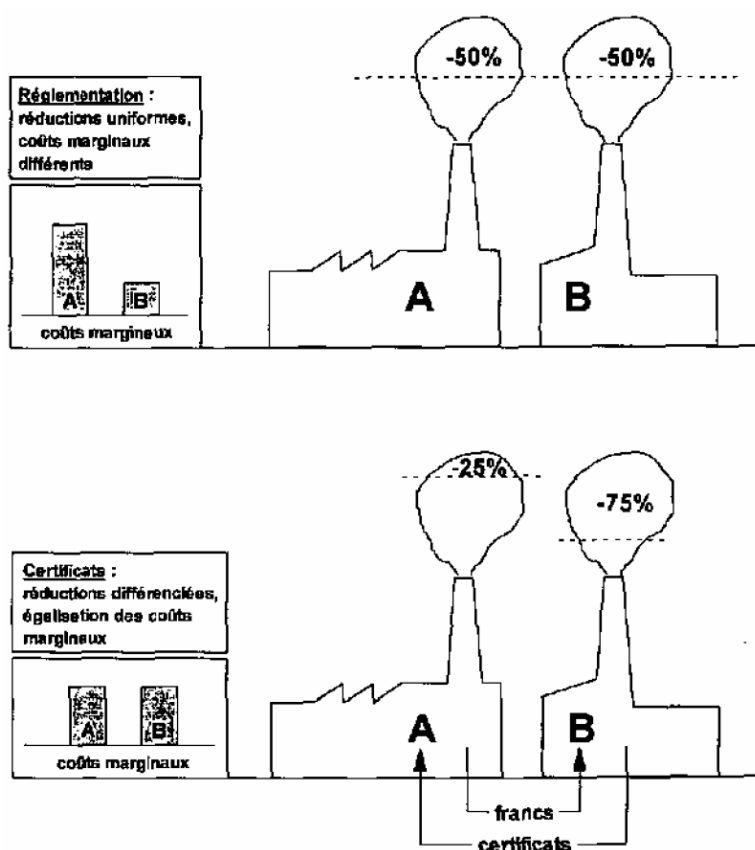 -50%
-50%
Réglementation :
réductions uniformes,
coûts marginaux
différents
A
B
coûts margineux
A
B
-25%
-75%
Certificats :
réductions différenciées,
égalisation des coûts
marginaux
A
B
coûts marginaux
A
B
francs
certificats